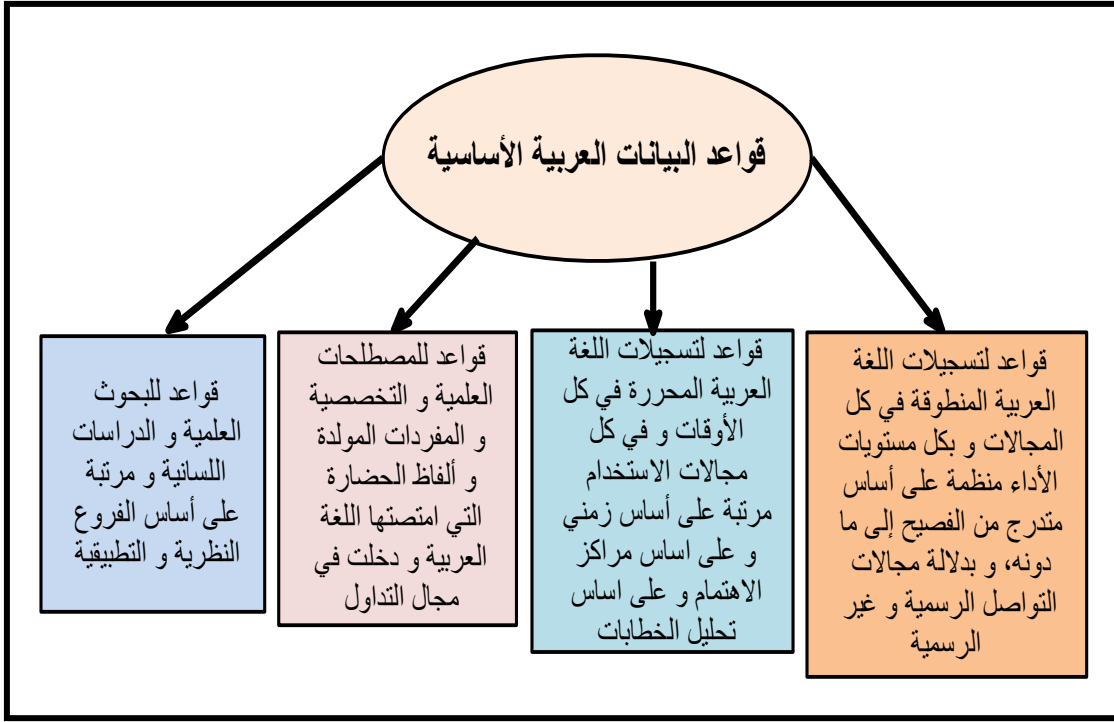 قواعد البيانات العربية الأساسية
قواعد لتسجيلات اللغة
العربية المنطوقة في كل
المجالات و بكل مستويات
الأداء منظمة على أساس
متدرج من الفصيح إلى ما
دونه، و بدلالة مجالات
التواصل الرسمية و غير
الرسمية
قواعد لتسجيلات اللغة
العربية المحررة في كل
الأوقات و في كل
مجالات الاستخدام
مرتبة على أساس زمني
و على اساس مراكز
الاهتمام و على اساس
تحليل الخطابات
قواعد للمصطلحات
العلمية و التخصصية
و المفردات المولدة
و ألفاظ الحضارة
التي امتصتها اللغة
العربية و دخلت في
مجال التداول
قواعد للبحوث
العلمية و الدراسات
اللسانية و مرتبة
على أساس الفروع
النظرية و التطبيقية